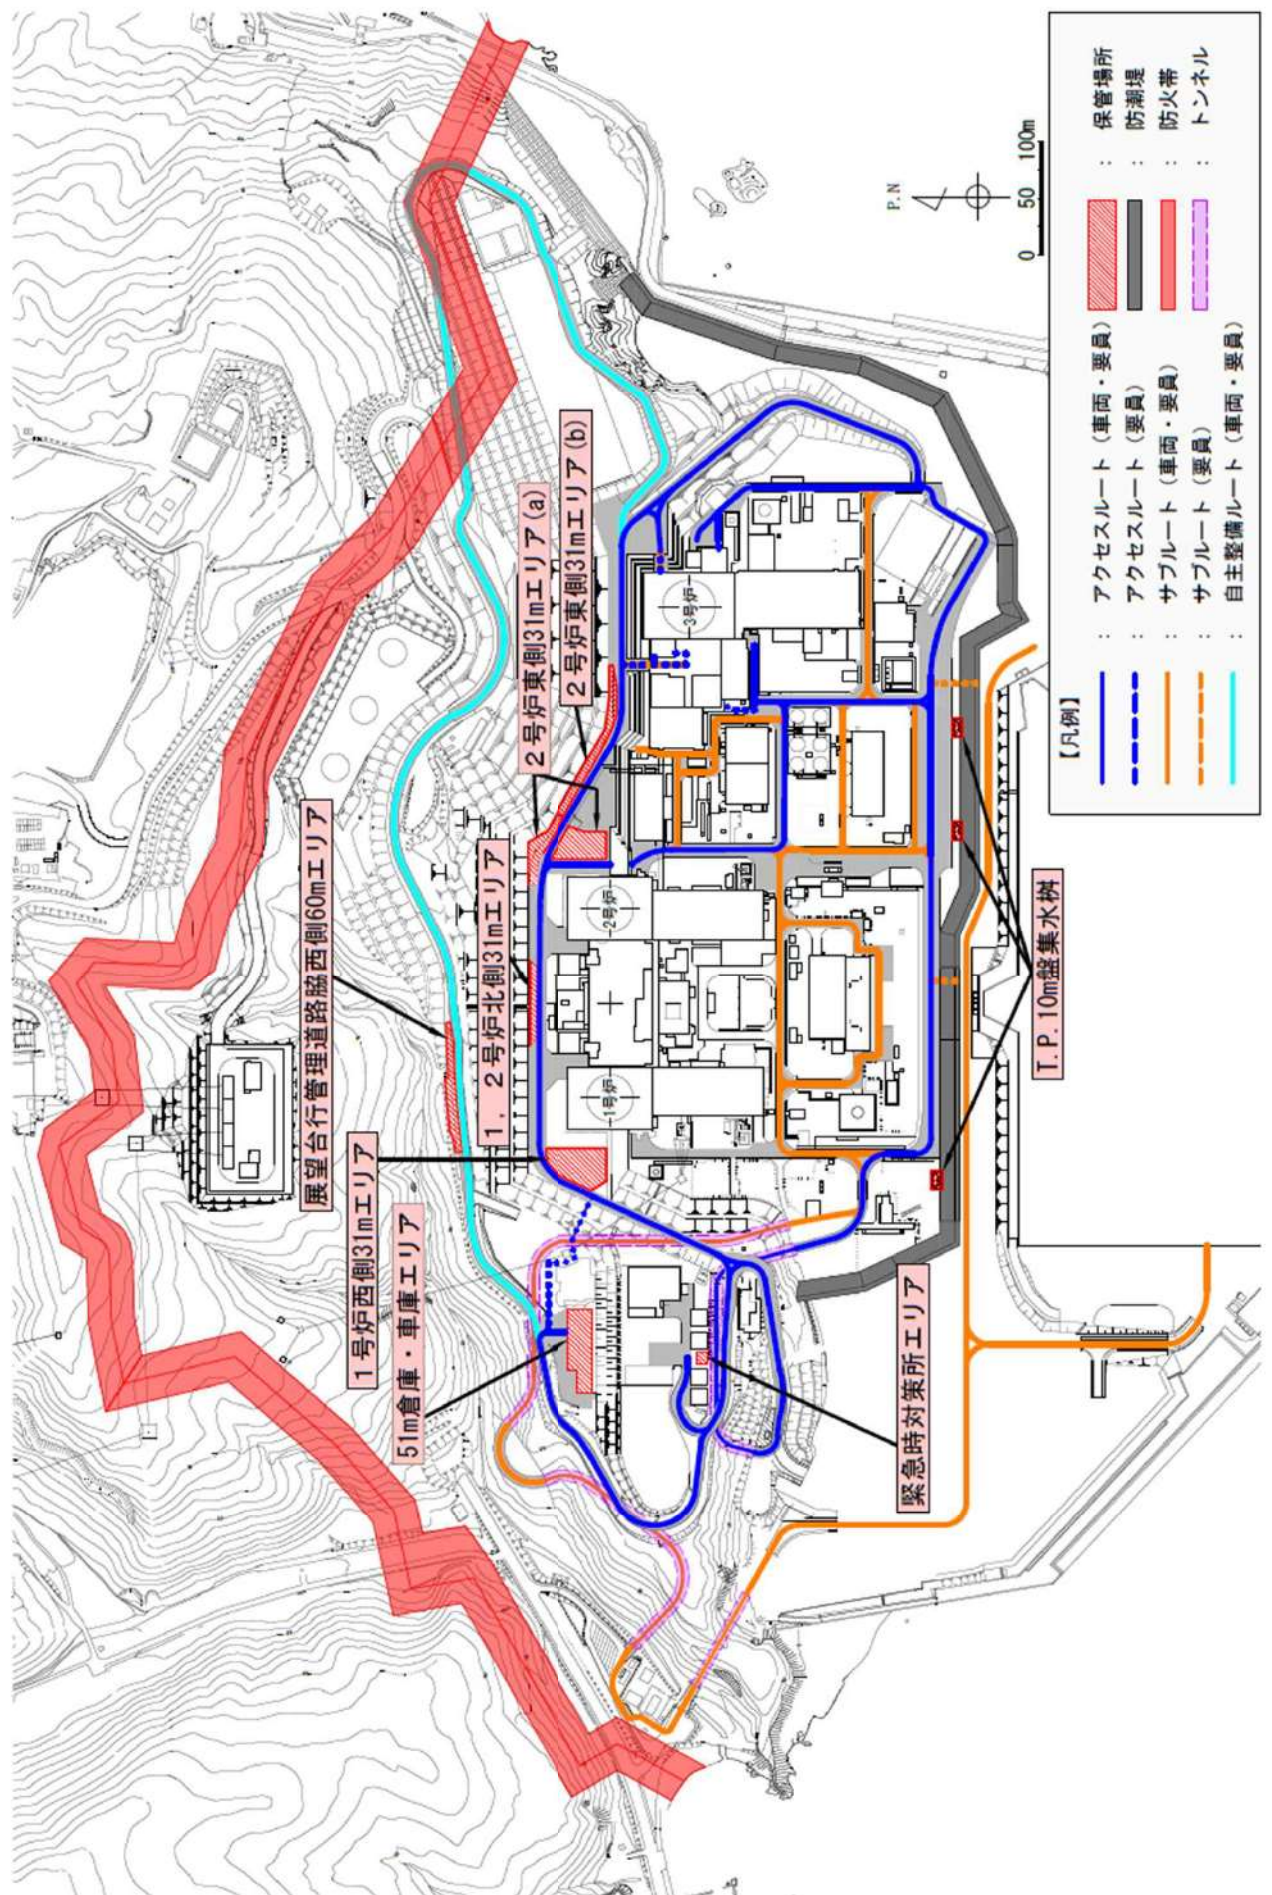 展望台行管理道路脇西側60mエリア
1号炉西側31mエリア
51m倉庫・車庫エリア
1,2号炉北側31mエリア
2号炉東側31mエリア(a)
2号炉東側31mエリア(b)
1号炉
2号炉
3号炉
緊急時対策所エリア
T.P.10m盤集水桝
P.N
0 50 100m
【凡例】
: アクセスルート(車両・要員)
: アクセスルート(要員)
: サブルート(車両・要員)
: サブルート(要員)
: 自主整備ルート(車両・要員)
: 保管場所
: 防潮堤
: 防火帯
: トンネル